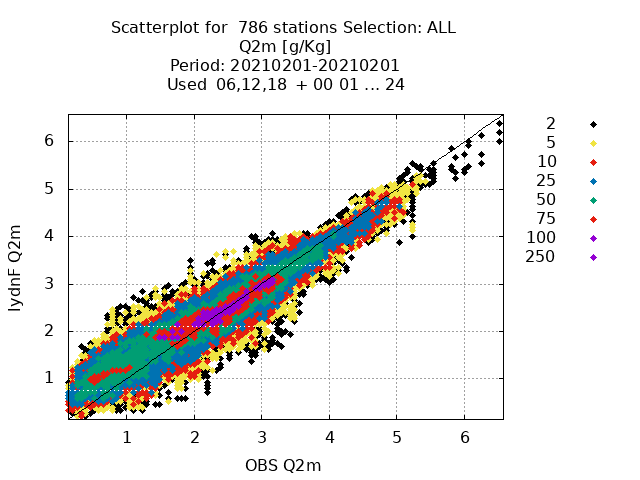 Scatterplot for  786 stations Selection: ALL
Q2m [g/Kg]
Period: 20210201-20210201
Used  06,12,18  + 00 01 ... 24
2
5
10
25
50
75
100
250
6
5
4
3
2
1
IydnF Q2m
1 2 3 4 5 6
OBS Q2m